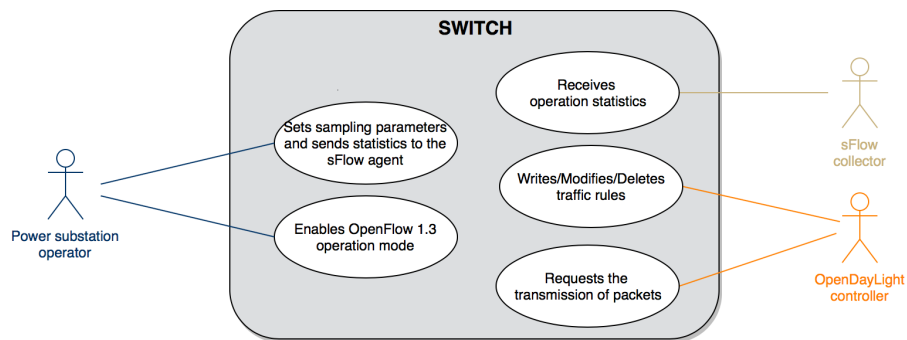 SWITCH
Receives
operation statistics
sFlow
collector
Sets sampling parameters
and sends statistics to the
sFlow agent
Writes/Modifies/Deletes
traffic rules
Power substation
operator
Enables OpenFlow 1.3
operation mode
Requests the
transmission of packets
OpenDayLight
controller